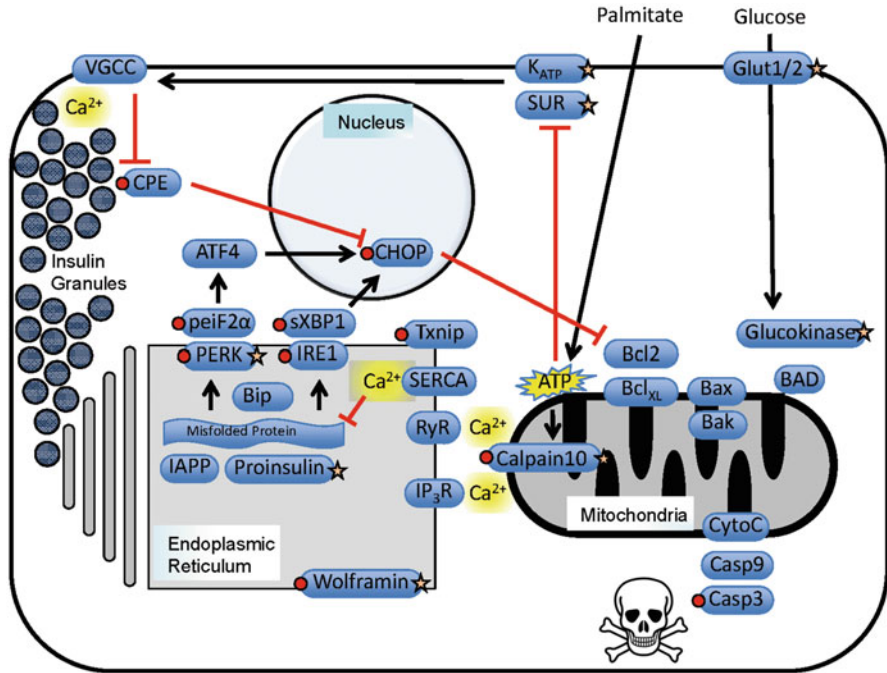 Palmitate
Glucose
VGCC
K_ATP
Glut1/2
Ca²⁺
SUR
Nucleus
CPE
ATF4
CHOP
Insulin
Granules
peiF2α
sXBP1
Txnip
Glucokinase
PERK
IRE1
Bcl2
Ca²⁺
SERCA
ATP
Bcl_XL
Bax
BAD
Bip
Misfolded Protein
RyR
Ca²⁺
Bak
IAPP
Proinsulin
Calpain10
IP₃R
Ca²⁺
Mitochondria
CytoC
Endoplasmic
Reticulum
Wolframin
Casp9
Casp3